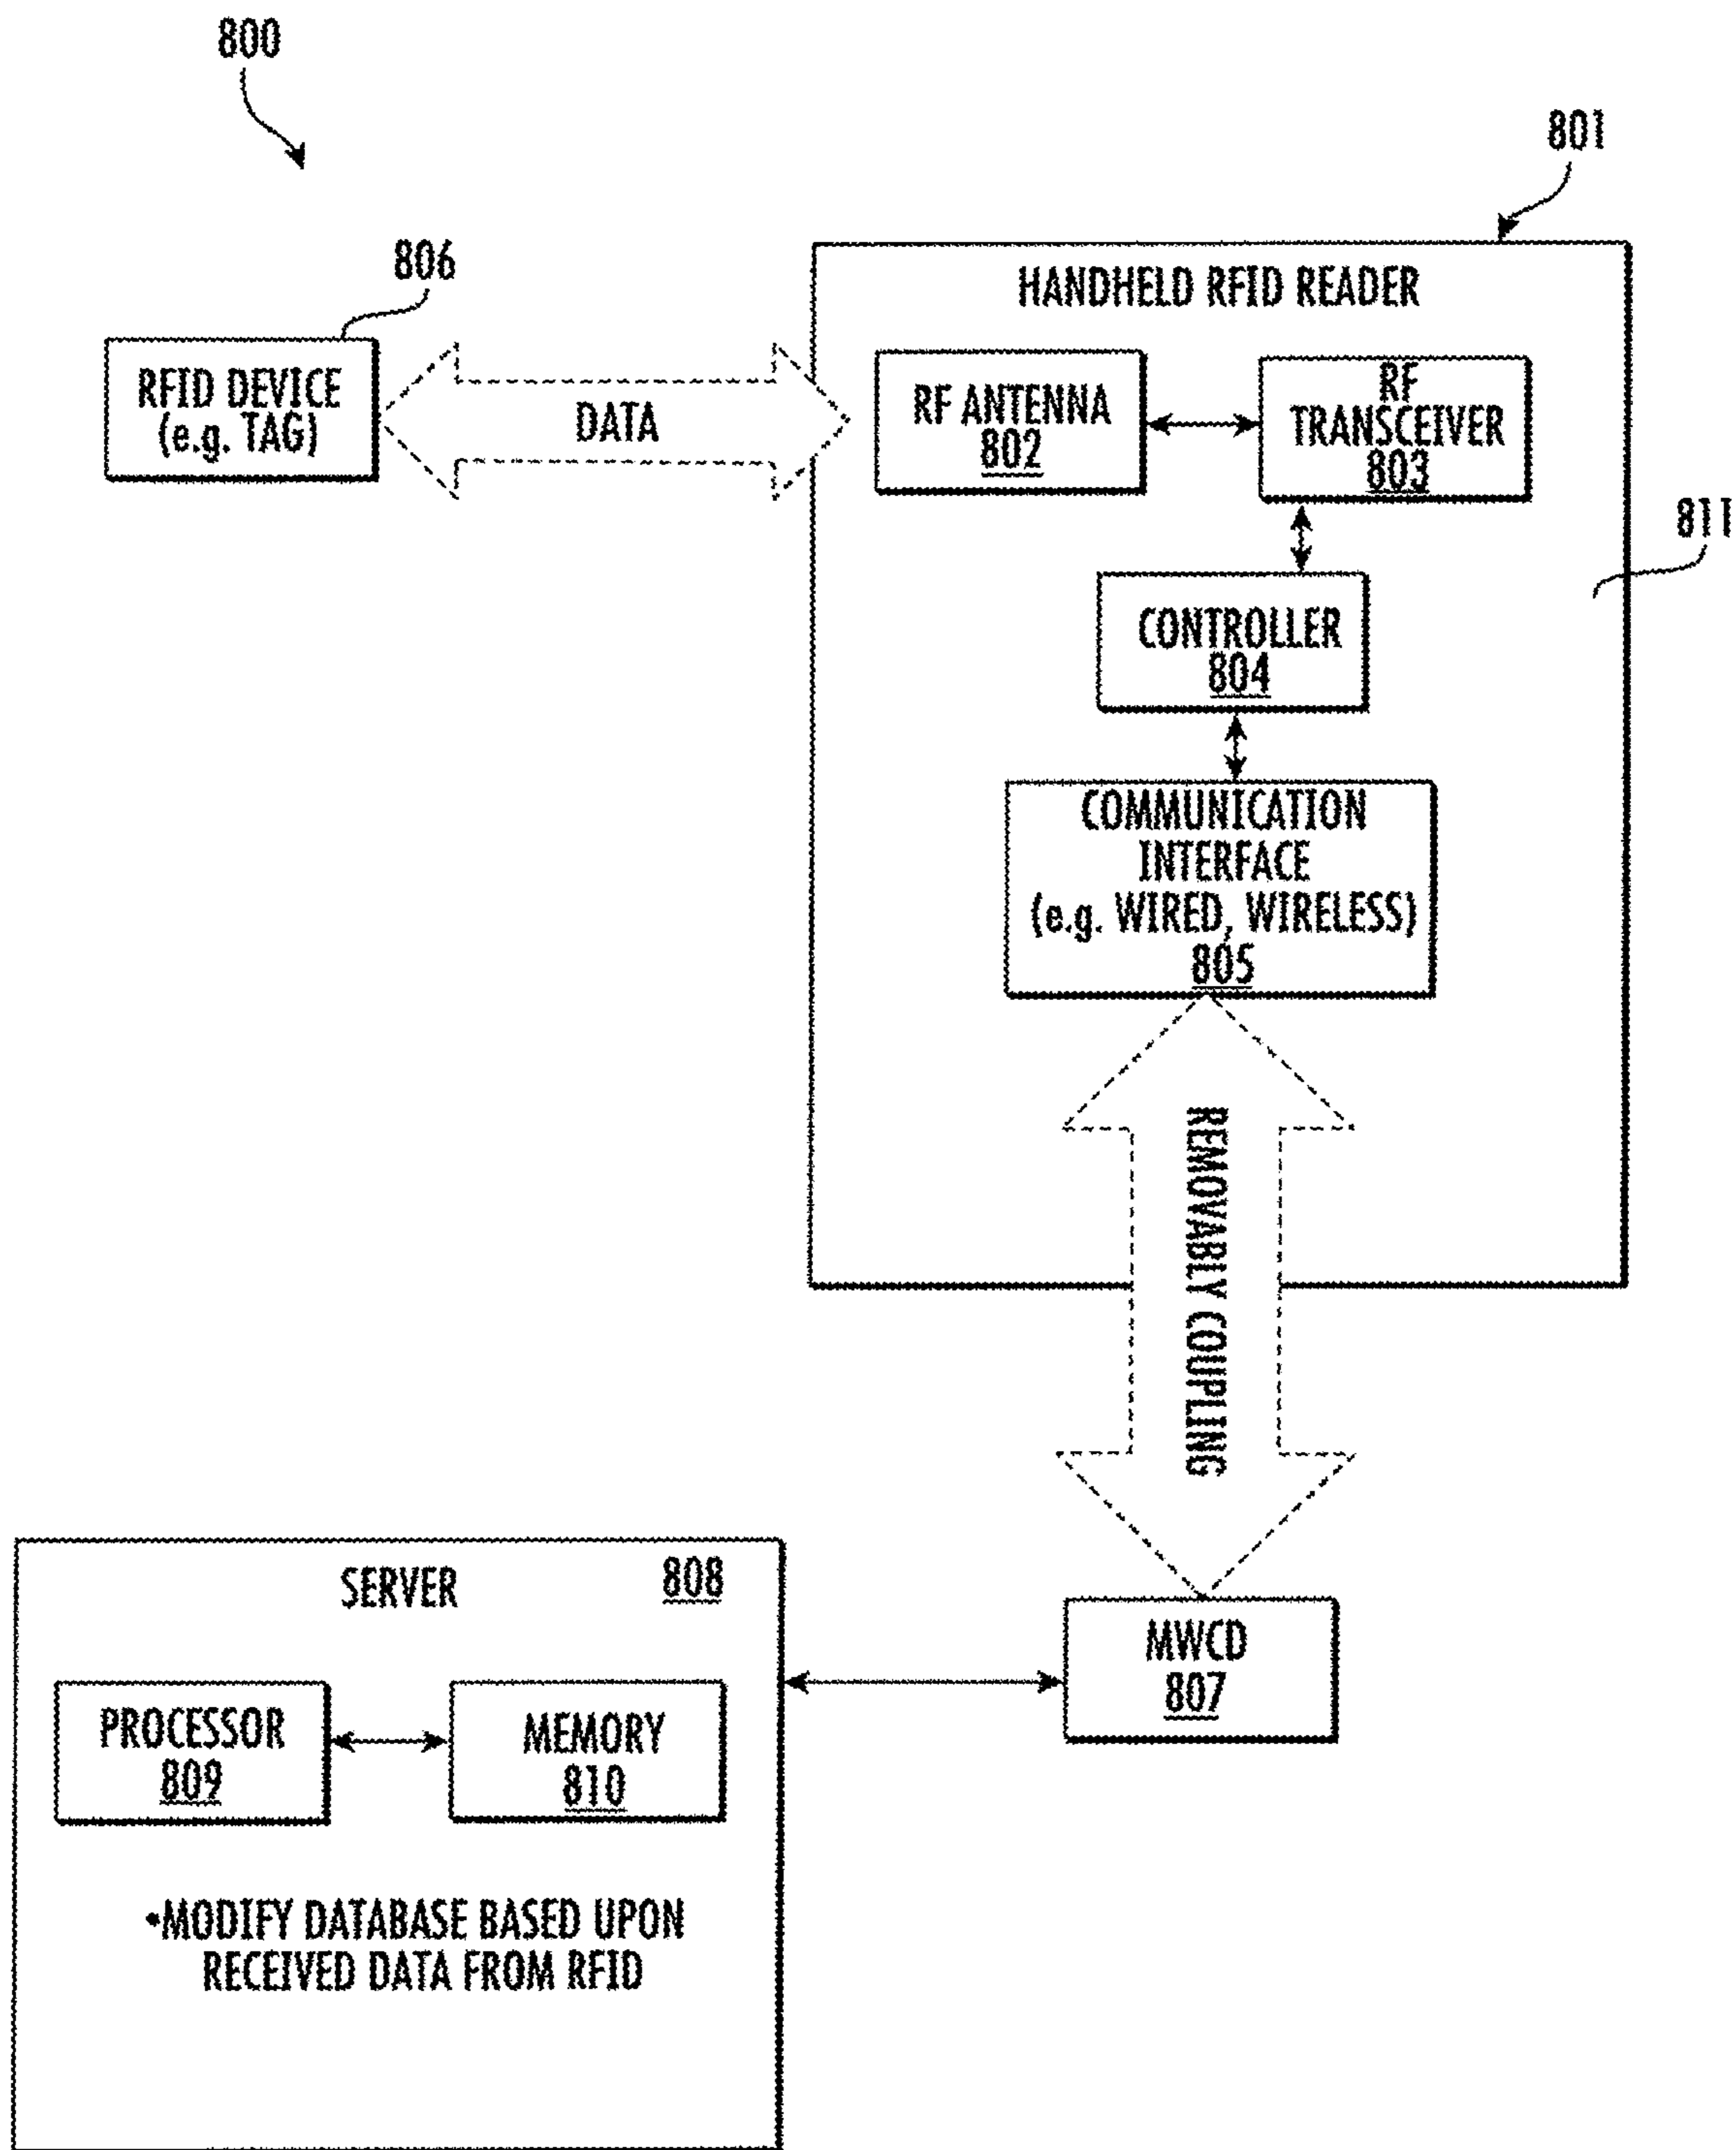 800
801
HANDHELD RFID READER
806
RFID DEVICE
(e.g. TAG)
DATA
RF ANTENNA
802
RF
TRANSCEIVER
803
811
CONTROLLER
804
COMMUNICATION
INTERFACE
(e.g. WIRED, WIRELESS)
805
REMOVABLY COUPLING
SERVER
808
MWCD
807
PROCESSOR
809
MEMORY
810
•MODIFY DATABASE BASED UPON
RECEIVED DATA FROM RFID